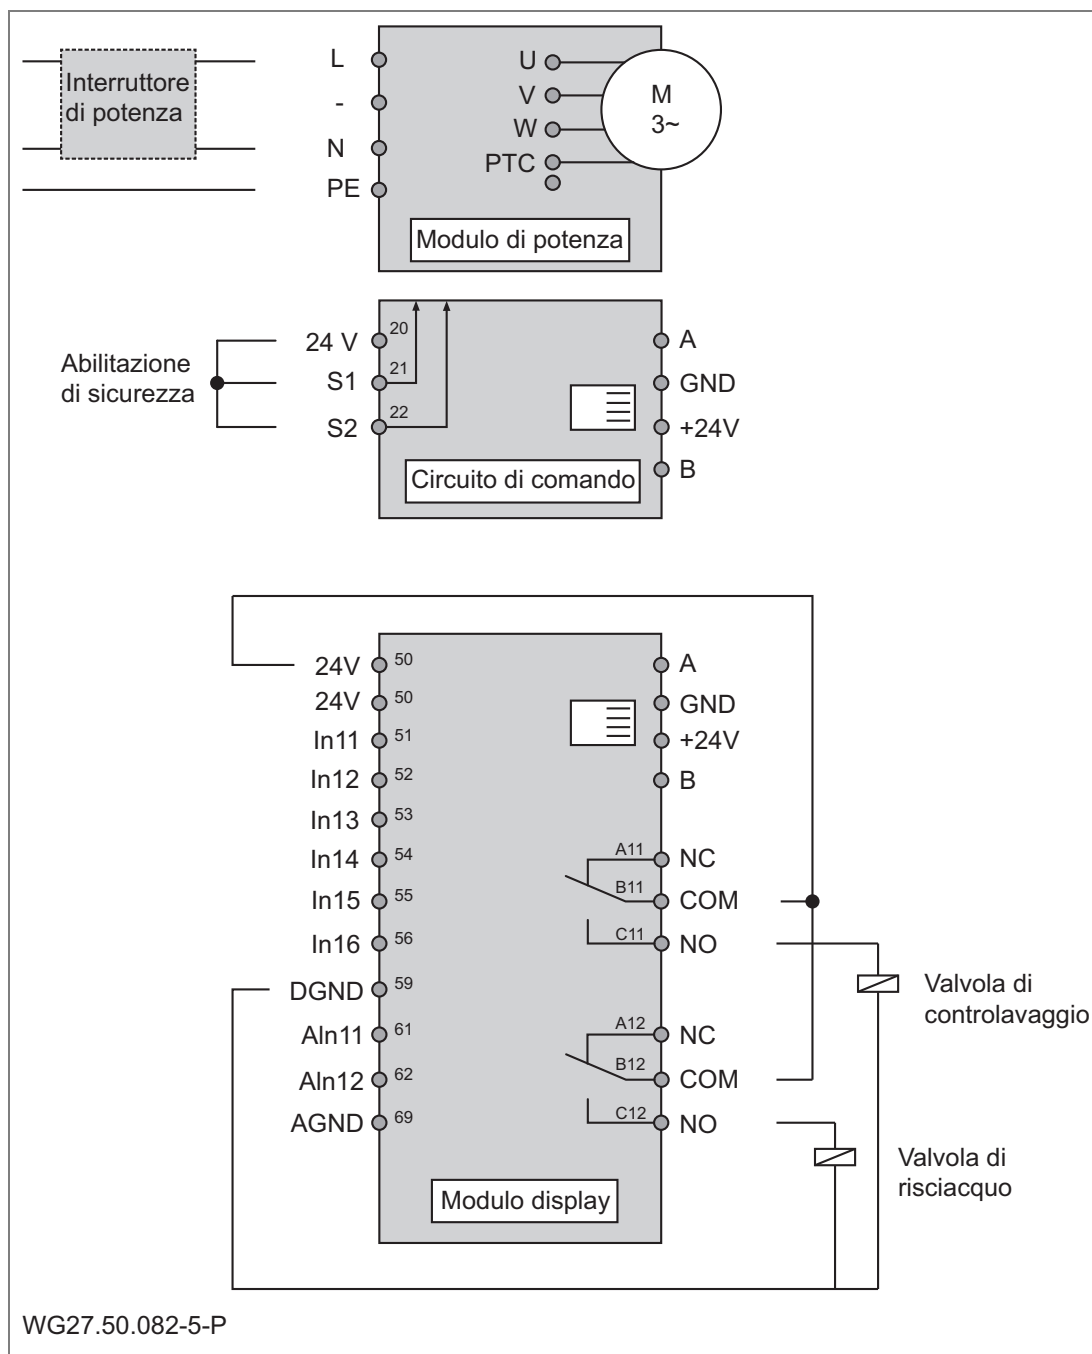 Interruttore
di potenza
L
-
N
PE
U
V
W
PTC
M
3~
Modulo di potenza
Abilitazione
di sicurezza
24 V
S1
S2
20
21
22
A
GND
+24V
B
Circuito di comando
24V 50
24V 50
In11 51
In12 52
In13 53
In14 54
In15 55
In16 56
DGND 59
AIn11 61
AIn12 62
AGND 69
A
GND
+24V
B
A11 NC
B11 COM
C11 NO
A12 NC
B12 COM
C12 NO
Valvola di
controlavaggio
Valvola di
risciacquo
Modulo display
WG27.50.082-5-P